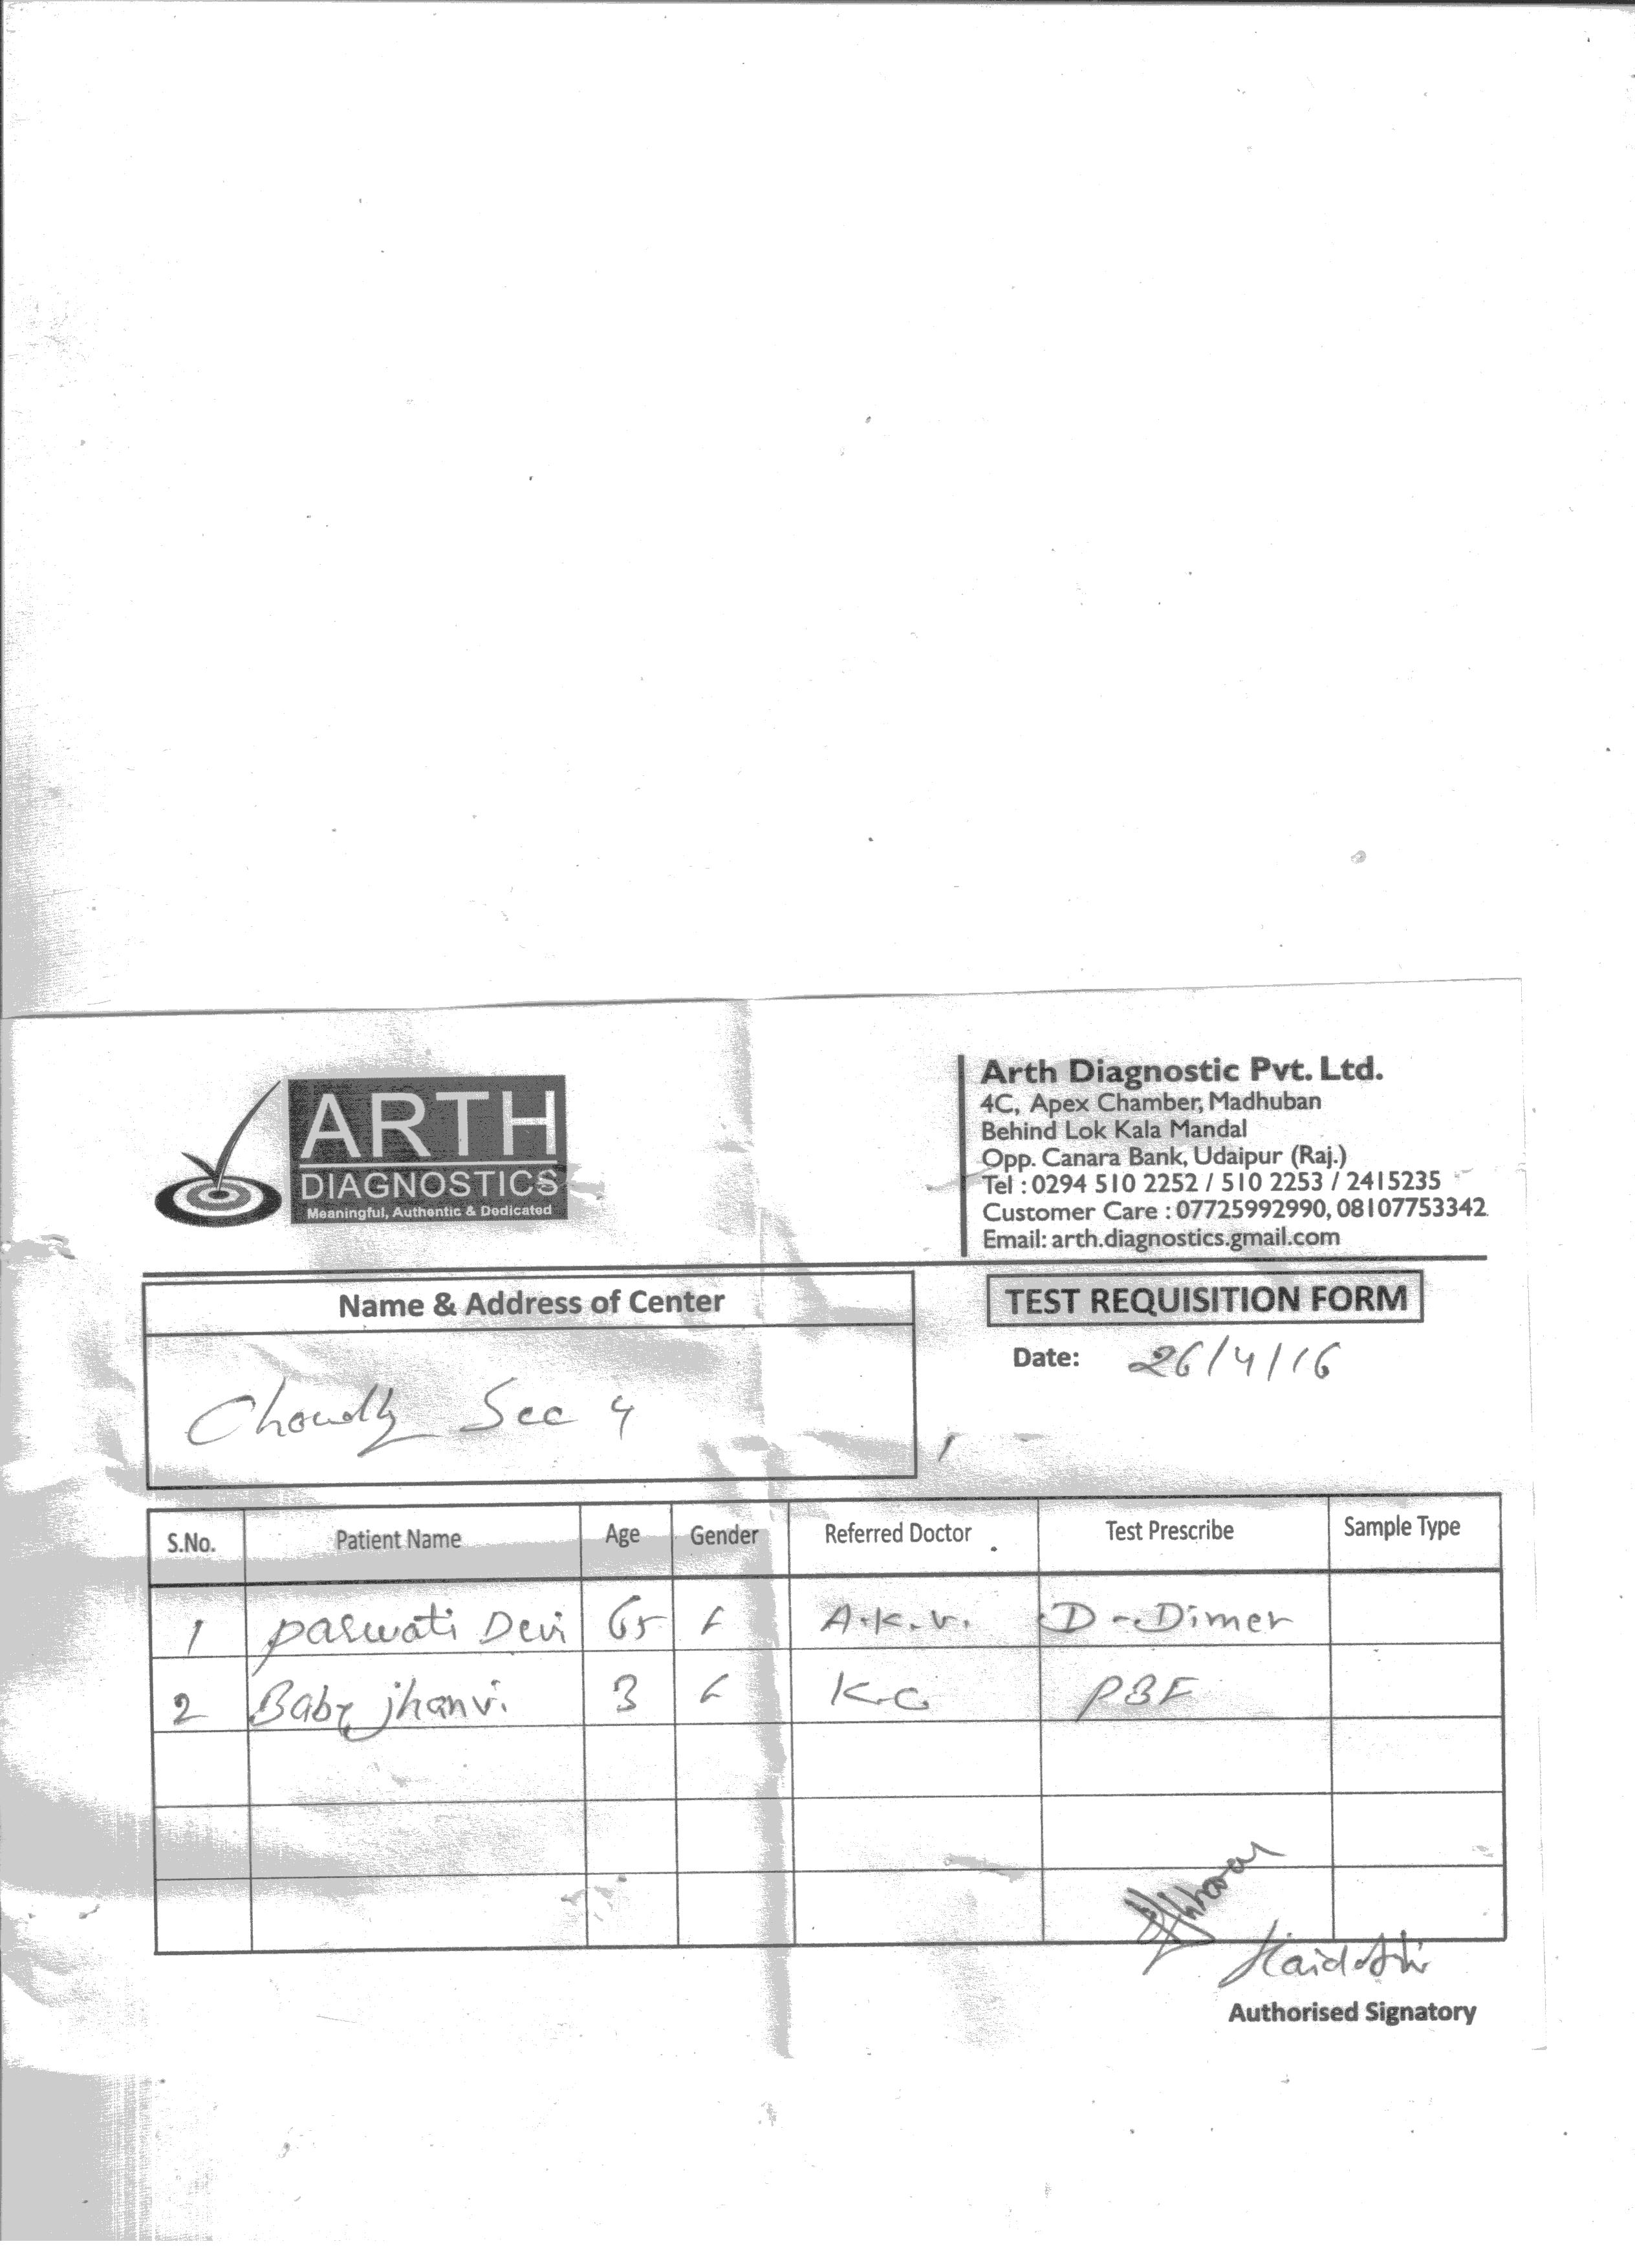 ARTH
DIAGNOSTICS
Meaningful, Authentic & Dedicated
Arth Diagnostic Pvt. Ltd.
4C, Apex Chamber, Madhuban
Behind Lok Kala Mandal
Opp. Canara Bank, Udaipur (Raj.)
Tel : 0294 510 2252 / 510 2253 / 2415235
Customer Care : 07725992990, 08107753342
Email: arth.diagnostics.gmail.com
Name & Address of Center
TEST REQUISITION FORM
Date: 26/4/16
Sec 4
S.No. Patient Name Age Gender Referred Doctor Test Prescribe Sample Type
1 Parwati Devi 65 F A.K.V. D-Dimer
2 Baby jhanvi. 3 F K.C PBF
Authorised Signatory